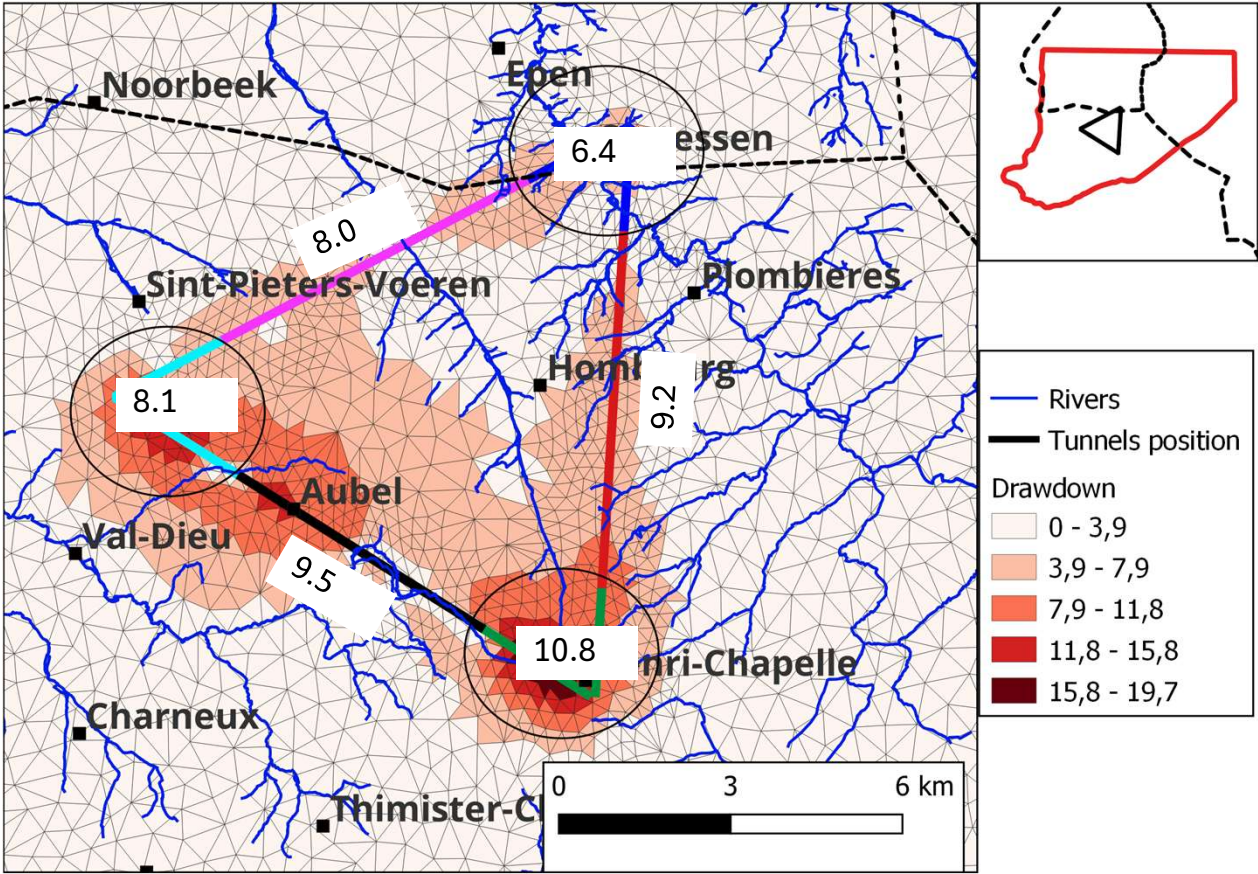 Noorbeek
Epen
6.4
essen
8.0
Sint-Pieters-Voeren
Plombieres
8.1
9.2
Aubel
Val-Dieu
9.5
10.8
nri-Chapelle
Charneux
Thimister-Cl
0 3 6 km
Rivers
Tunnels position
Drawdown
0 - 3,9
3,9 - 7,9
7,9 - 11,8
11,8 - 15,8
15,8 - 19,7